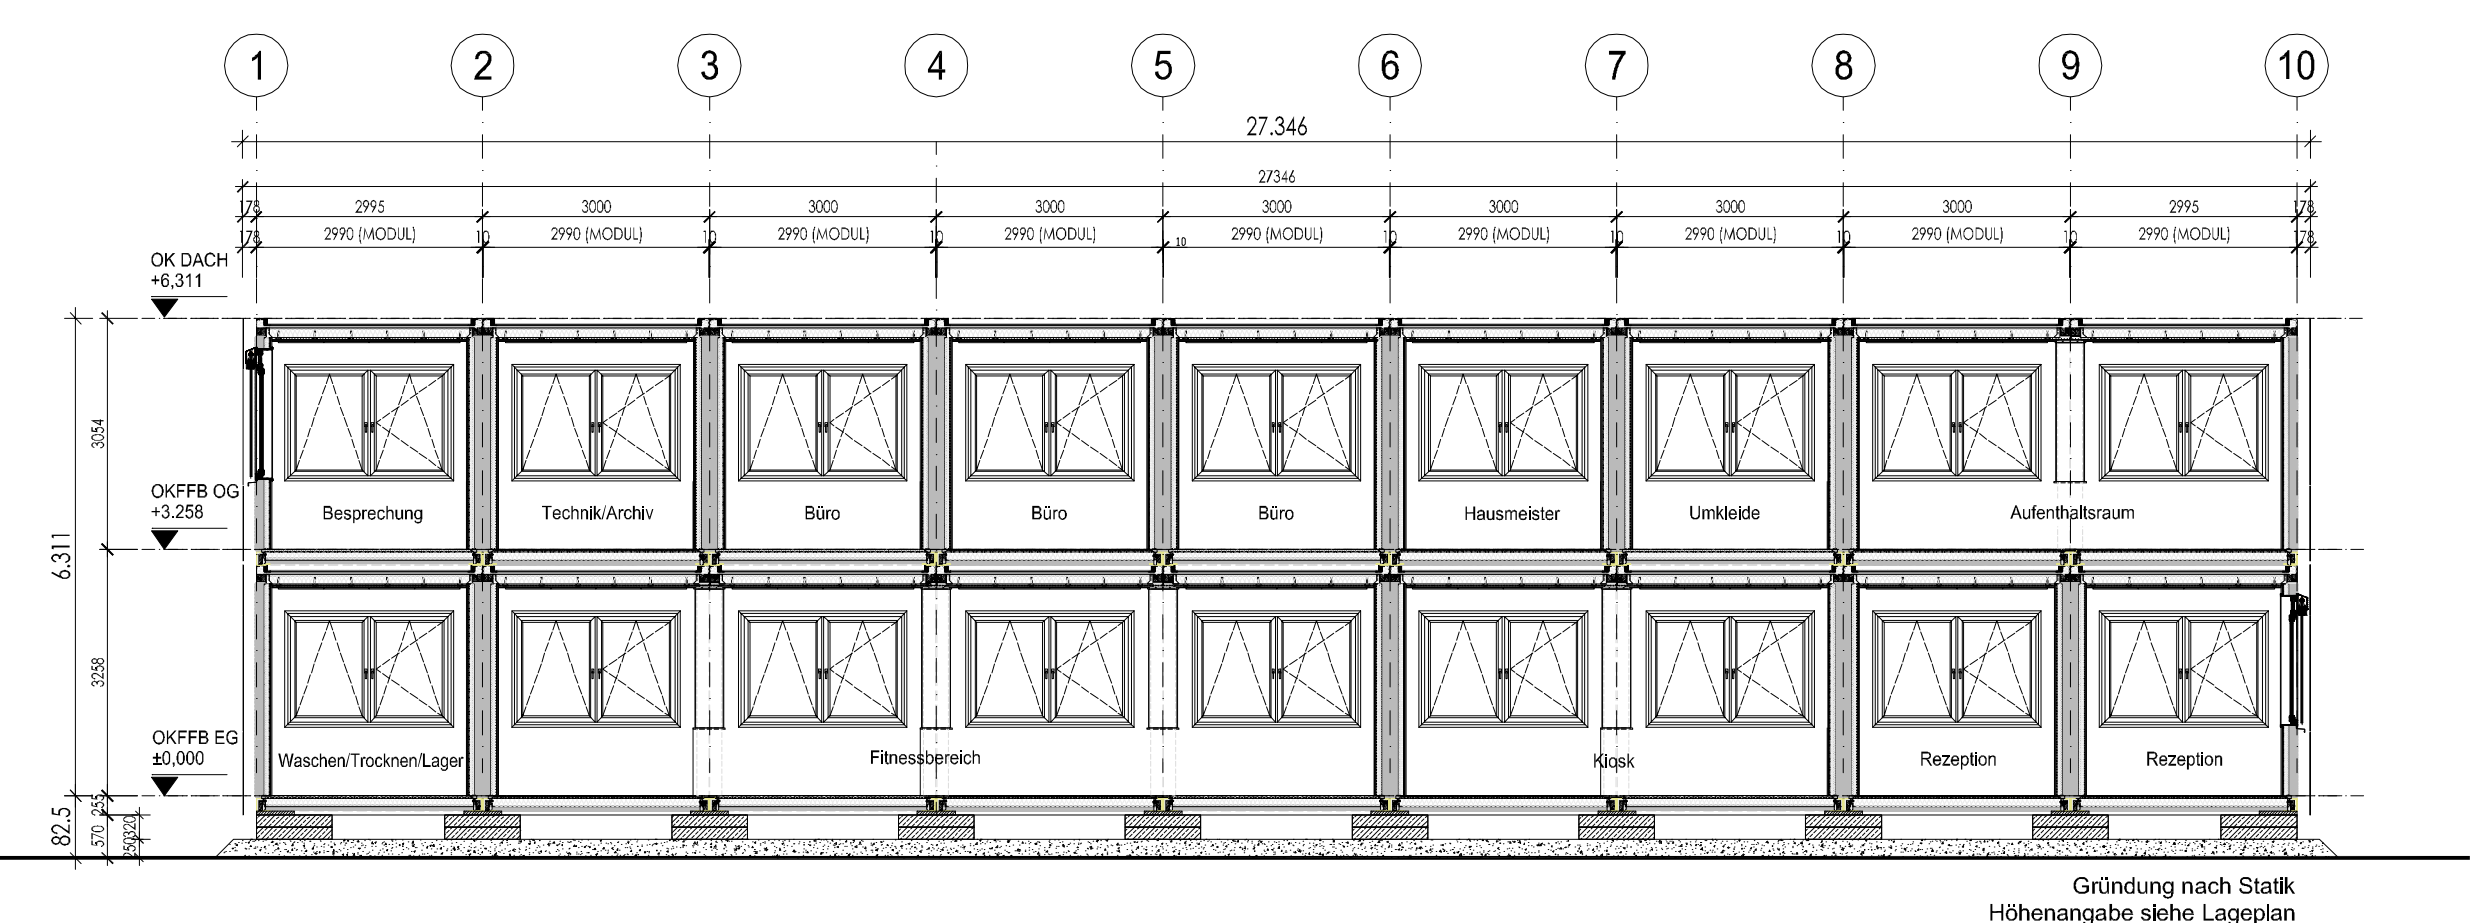 1 2 3 4 5 6 7 8 9 10
27.346
27346
178 2995 3000 3000 3000 3000 3000 3000 3000 2995 178
178 2990 (MODUL) 10 2990 (MODUL) 10 2990 (MODUL) 10 2990 (MODUL) 10 2990 (MODUL) 10 2990 (MODUL) 10 2990 (MODUL) 10 2990 (MODUL) 10 2990 (MODUL) 178
OK DACH
+6,311
3054
OKFFB OG
+3.258
Besprechung Technik/Archiv Büro Büro Büro Hausmeister Umkleide Aufenthaltsraum
6.311
3258
OKFFB EG
±0,000
Waschen/Trocknen/Lager Fitnessbereich Kiosk Rezeption Rezeption
82.5
255
570
320
250
Gründung nach Statik
Höhenangabe siehe Lageplan